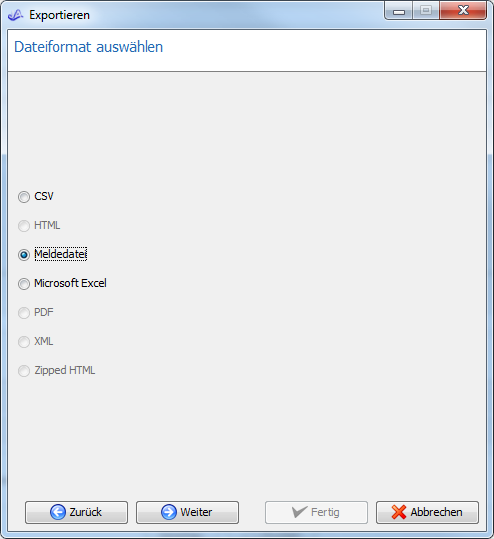 Exportieren
Dateiformat auswählen
CSV
HTML
Meldedatei
Microsoft Excel
PDF
XML
Zipped HTML
Zurück Weiter Fertig Abbrechen